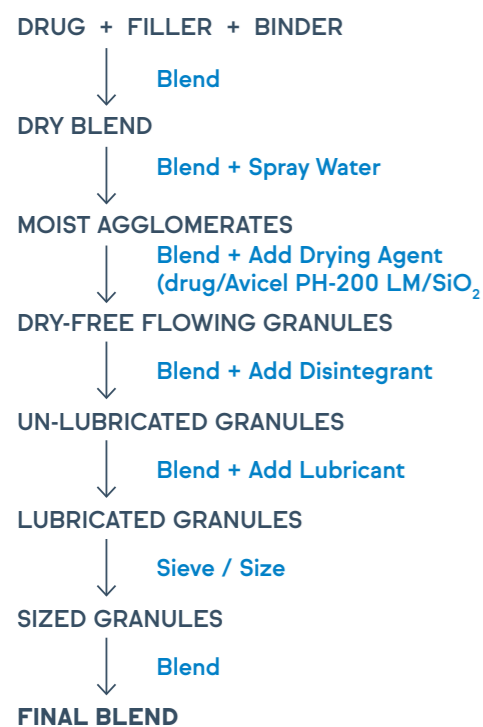 DRUG + FILLER + BINDER
Blend
DRY BLEND
Blend + Spray Water
MOIST AGGLOMERATES
Blend + Add Drying Agent
(drug/Avicel PH-200 LM/SiO₂
DRY-FREE FLOWING GRANULES
Blend + Add Disintegrant
UN-LUBRICATED GRANULES
Blend + Add Lubricant
LUBRICATED GRANULES
Sieve / Size
SIZED GRANULES
Blend
FINAL BLEND